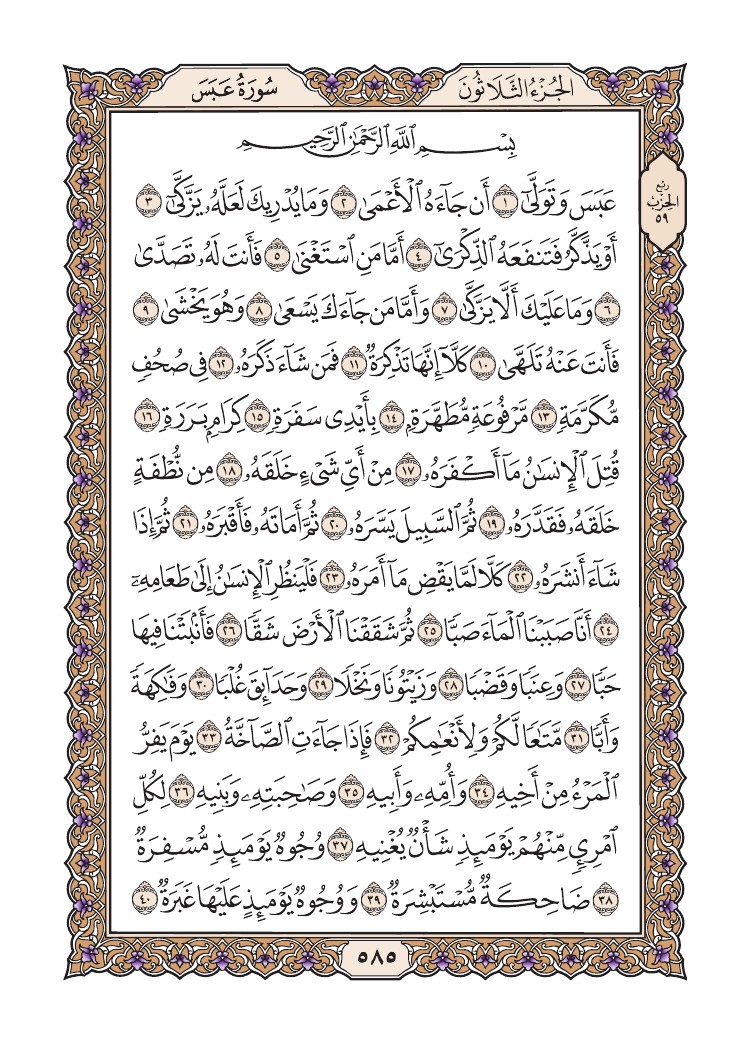 الجُزْءُ الثَّلَاثُونَ
سُورَةُ عَبَسَ
بِسْمِ ٱللَّهِ ٱلرَّحْمَٰنِ ٱلرَّحِيمِ
رُبع
الحِزْب
٥٩
عَبَسَ وَتَوَلَّىٰٓ ١ أَن جَآءَهُ ٱلْأَعْمَىٰ ٢ وَمَا يُدْرِيكَ لَعَلَّهُۥ يَزَّكَّىٰٓ ٣
أَوْ يَذَّكَّرُ فَتَنفَعَهُ ٱلذِّكْرَىٰٓ ٤ أَمَّا مَنِ ٱسْتَغْنَىٰ ٥ فَأَنتَ لَهُۥ تَصَدَّىٰ
٦ وَمَا عَلَيْكَ أَلَّا يَزَّكَّىٰ ٧ وَأَمَّا مَن جَآءَكَ يَسْعَىٰ ٨ وَهُوَ يَخْشَىٰ ٩
فَأَنتَ عَنْهُ تَلَهَّىٰ ١٠ كَلَّآ إِنَّهَا تَذْكِرَةٌ ١١ فَمَن شَآءَ ذَكَرَهُۥ ١٢ فِى صُحُفٍ
مُّكَرَّمَةٍ ١٣ مَّرْفُوعَةٍ مُّطَهَّرَةٍۭ ١٤ بِأَيْدِى سَفَرَةٍ ١٥ كِرَامٍۭ بَرَرَةٍ ١٦
قُتِلَ ٱلْإِنسَٰنُ مَآ أَكْفَرَهُۥ ١٧ مِنْ أَىِّ شَىْءٍ خَلَقَهُۥ ١٨ مِن نُّطْفَةٍ
خَلَقَهُۥ فَقَدَّرَهُۥ ١٩ ثُمَّ ٱلسَّبِيلَ يَسَّرَهُۥ ٢٠ ثُمَّ أَمَاتَهُۥ فَأَقْبَرَهُۥ ٢١ ثُمَّ إِذَا
شَآءَ أَنشَرَهُۥ ٢٢ كَلَّا لَمَّا يَقْضِ مَآ أَمَرَهُۥ ٢٣ فَلْيَنظُرِ ٱلْإِنسَٰنُ إِلَىٰ طَعَامِهِۦٓ
٢٤ أَنَّا صَبَبْنَا ٱلْمَآءَ صَبًّا ٢٥ ثُمَّ شَقَقْنَا ٱلْأَرْضَ شَقًّا ٢٦ فَأَنۢبَتْنَا فِيهَا
حَبًّا ٢٧ وَعِنَبًا وَقَضْبًا ٢٨ وَزَيْتُونًا وَنَخْلًا ٢٩ وَحَدَآئِقَ غُلْبًا ٣٠ وَفَٰكِهَةً
وَأَبًّا ٣١ مَّتَٰعًا لَّكُمْ وَلِأَنْعَٰمِكُمْ ٣٢ فَإِذَا جَآءَتِ ٱلصَّآخَّةُ ٣٣ يَوْمَ يَفِرُّ
ٱلْمَرْءُ مِنْ أَخِيهِ ٣٤ وَأُمِّهِۦ وَأَبِيهِ ٣٥ وَصَٰحِبَتِهِۦ وَبَنِيهِ ٣٦ لِكُلِّ
ٱمْرِئٍ مِّنْهُمْ يَوْمَئِذٍ شَأْنٌ يُغْنِيهِ ٣٧ وُجُوهٌ يَوْمَئِذٍ مُّسْفِرَةٌ
٣٨ ضَاحِكَةٌ مُّسْتَبْشِرَةٌ ٣٩ وَوُجُوهٌ يَوْمَئِذٍ عَلَيْهَا غَبَرَةٌ ٤٠
٥٨٥